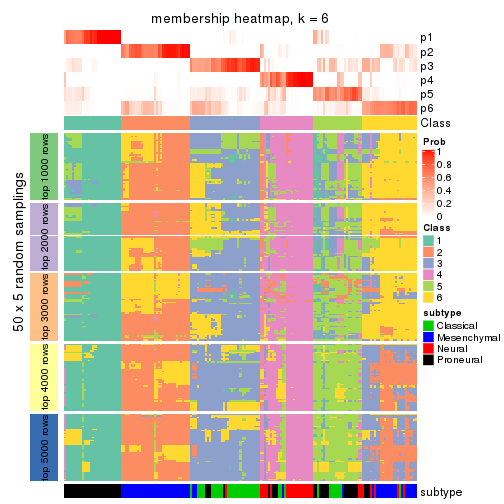 membership heatmap, k = 6
p1
p2
p3
p4
p5
p6
Class
50 x 5 random samplings
top 1000 rows
top 2000 rows
top 3000 rows
top 4000 rows
top 5000 rows
subtype
Prob
1
0.8
0.6
0.4
0.2
0
Class
1
2
3
4
5
6
subtype
Classical
Mesenchymal
Neural
Proneural